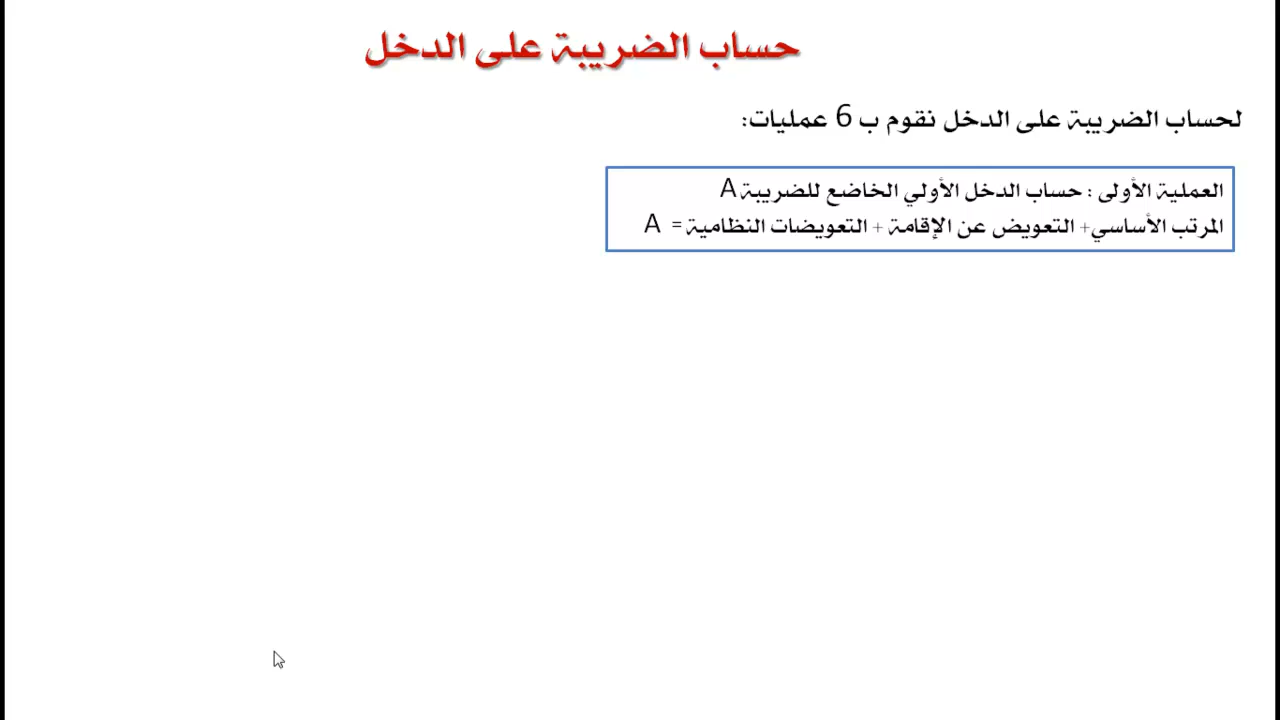 حساب الضريبة على الدخل
لحساب الضريبة على الدخل نقوم ب 6 عمليات:
العملية الأولى : حساب الدخل الأولي الخاضع للضريبة A
المرتب الأساسي+ التعويض عن الإقامة + التعويضات النظامية = A